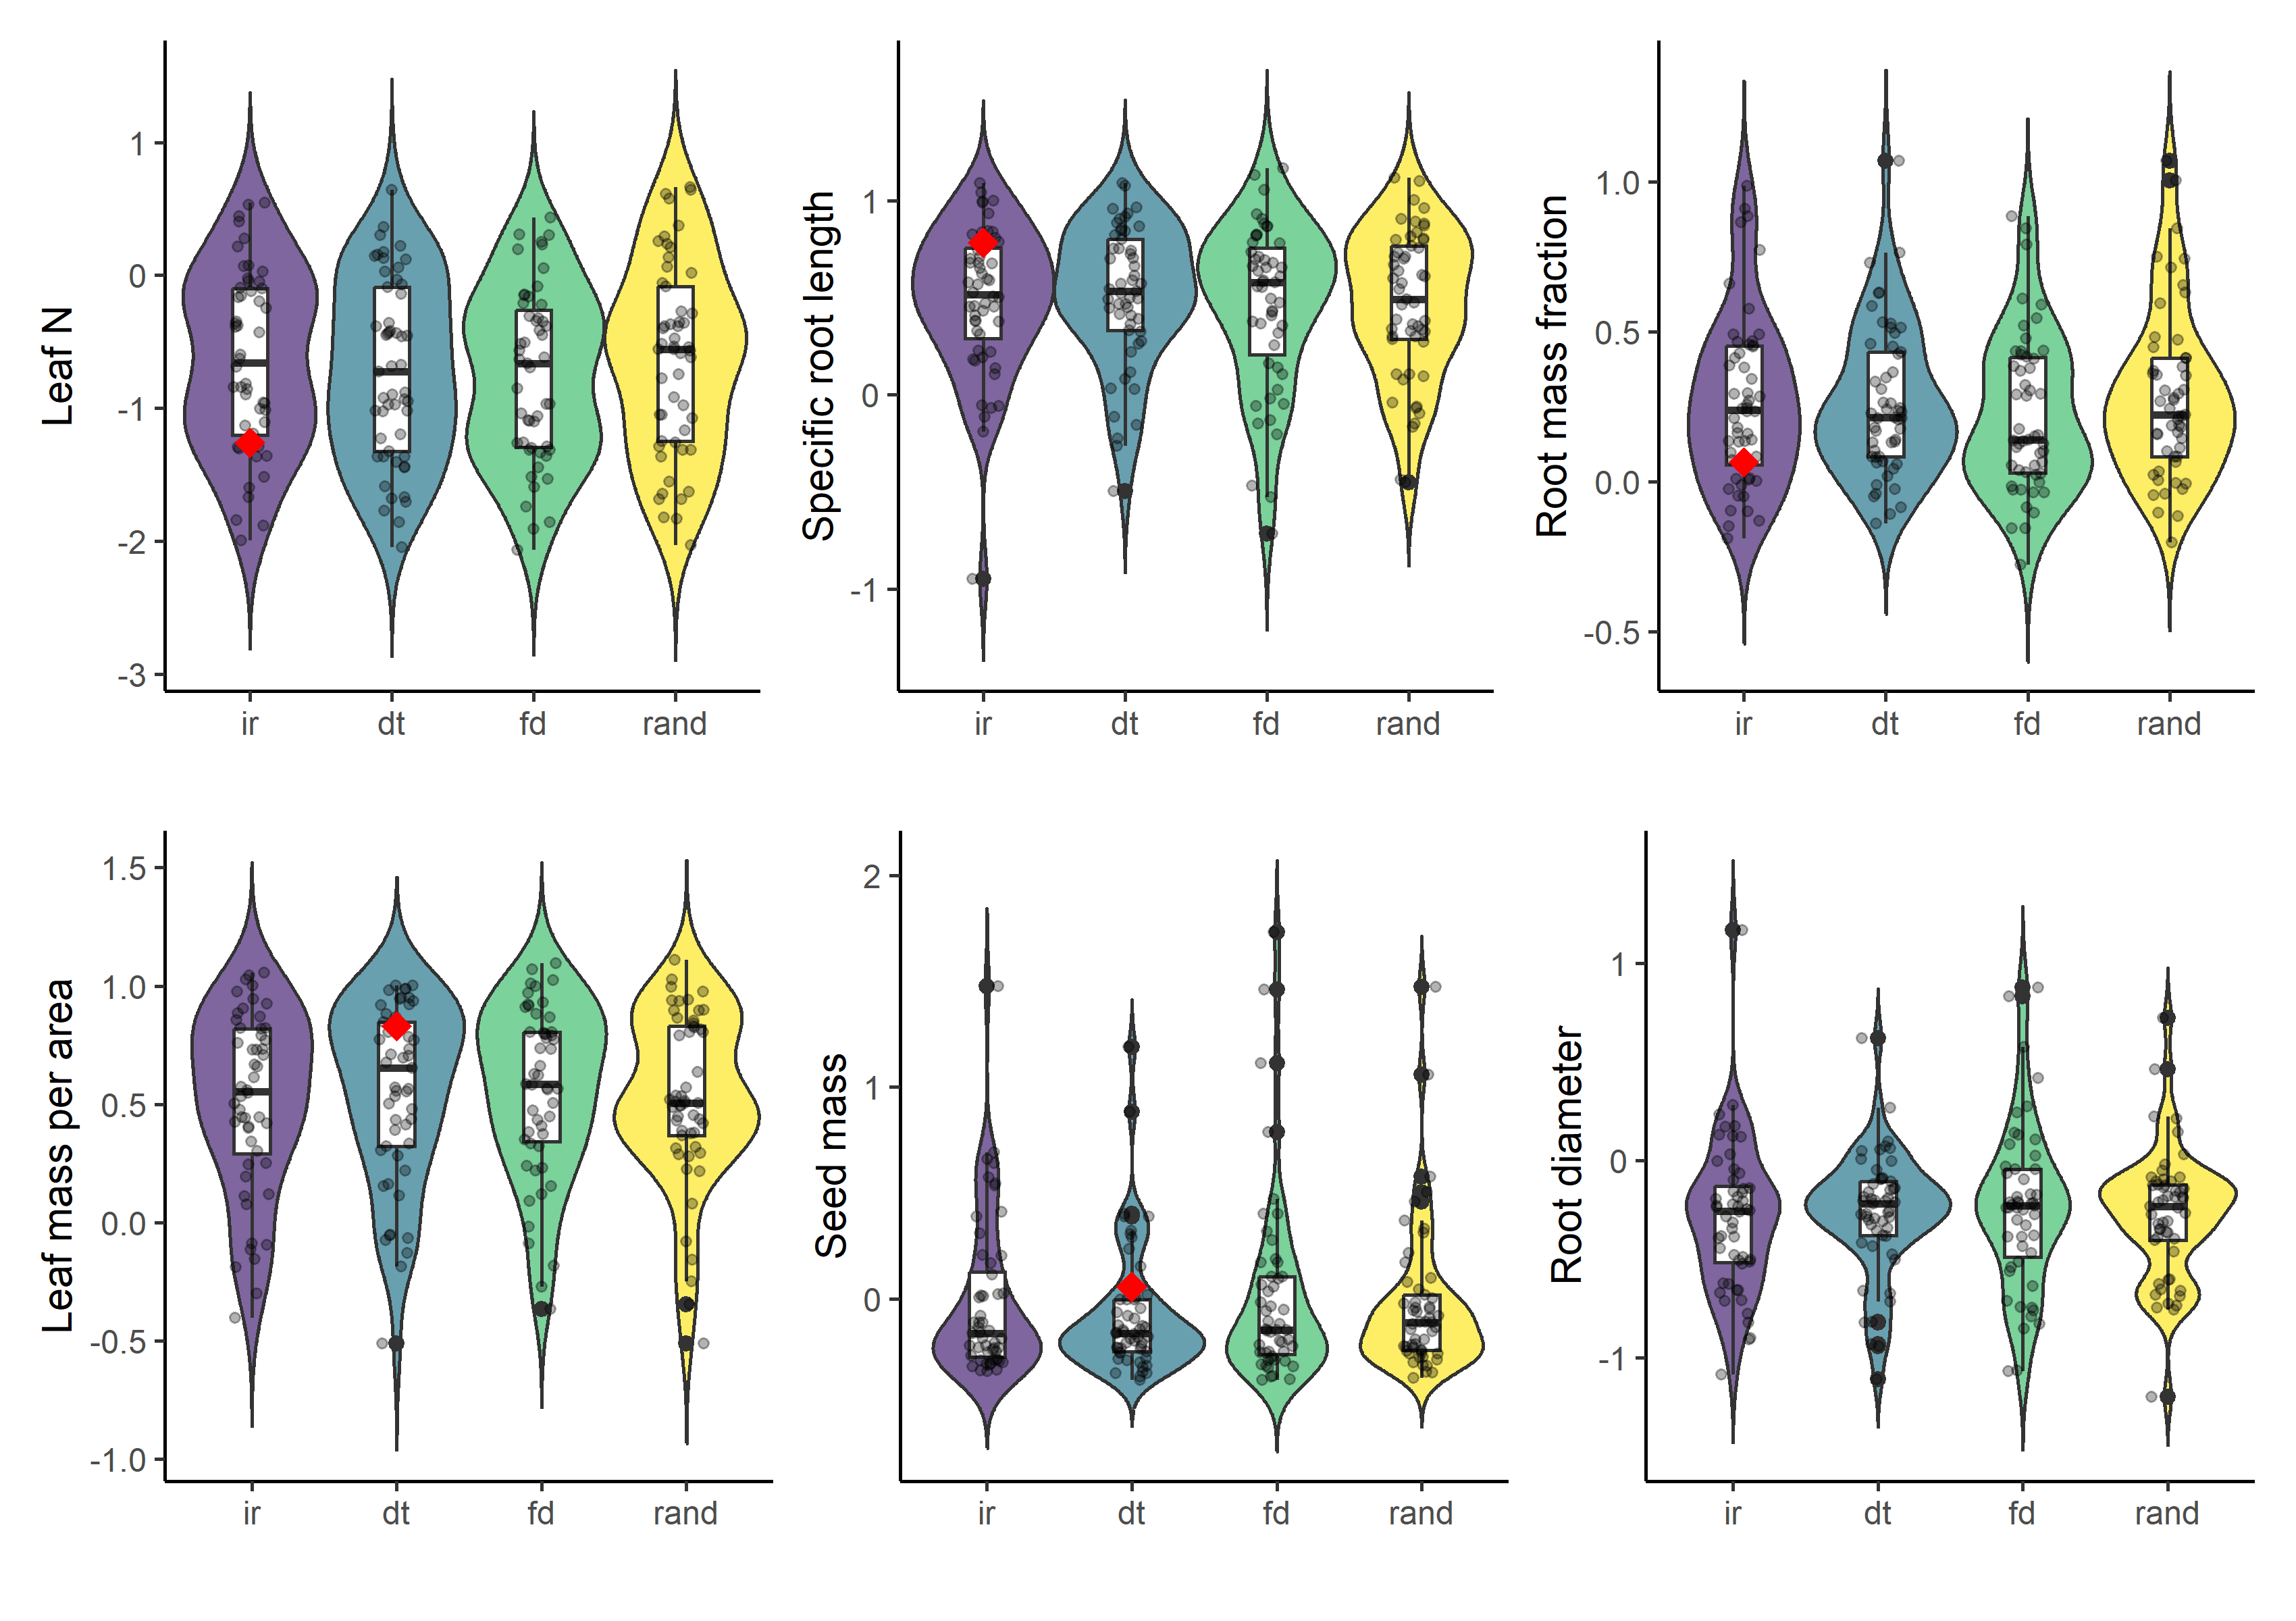 Leaf N
1
0
-1
-2
-3
ir dt fd rand
Specific root length
1
0
-1
ir dt fd rand
Root mass fraction
1.0
0.5
0.0
-0.5
ir dt fd rand
Leaf mass per area
1.5
1.0
0.5
0.0
-0.5
-1.0
ir dt fd rand
Seed mass
2
1
0
ir dt fd rand
Root diameter
1
0
-1
ir dt fd rand